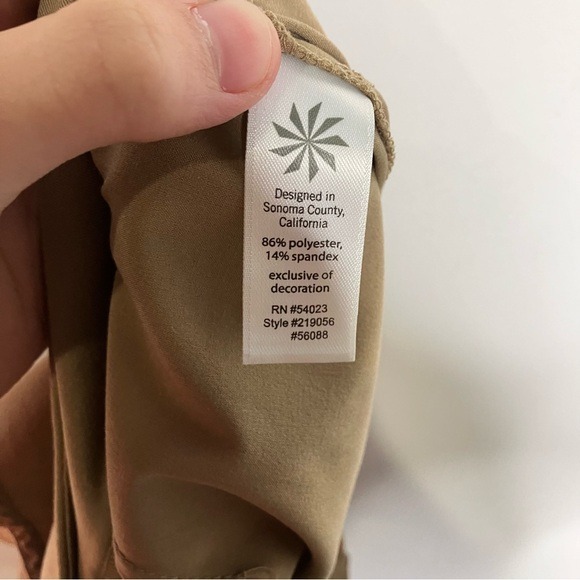 Designed in
Sonoma County,
California
86% polyester,
14% spandex
exclusive of
decoration
RN #54023
Style #219056
#56088